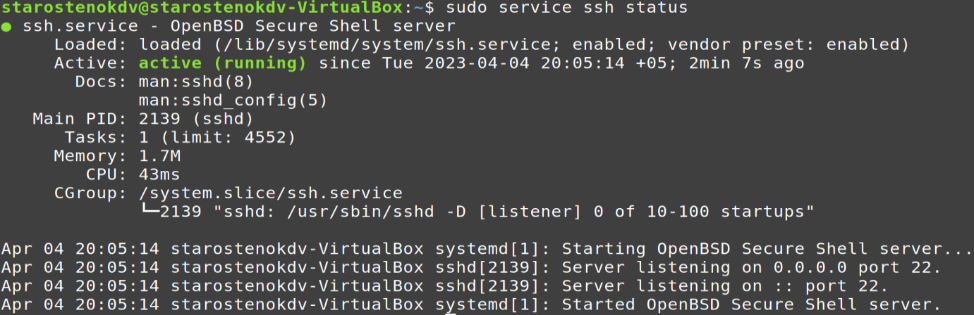 starostenokdv@starostenokdv-VirtualBox:~$ sudo service ssh status
● ssh.service - OpenBSD Secure Shell server
     Loaded: loaded (/lib/systemd/system/ssh.service; enabled; vendor preset: enabled)
     Active: active (running) since Tue 2023-04-04 20:05:14 +05; 2min 7s ago
       Docs: man:sshd(8)
             man:sshd_config(5)
   Main PID: 2139 (sshd)
      Tasks: 1 (limit: 4552)
     Memory: 1.7M
        CPU: 43ms
     CGroup: /system.slice/ssh.service
             └─2139 "sshd: /usr/sbin/sshd -D [listener] 0 of 10-100 startups"

Apr 04 20:05:14 starostenokdv-VirtualBox systemd[1]: Starting OpenBSD Secure Shell server...
Apr 04 20:05:14 starostenokdv-VirtualBox sshd[2139]: Server listening on 0.0.0.0 port 22.
Apr 04 20:05:14 starostenokdv-VirtualBox sshd[2139]: Server listening on :: port 22.
Apr 04 20:05:14 starostenokdv-VirtualBox systemd[1]: Started OpenBSD Secure Shell server.